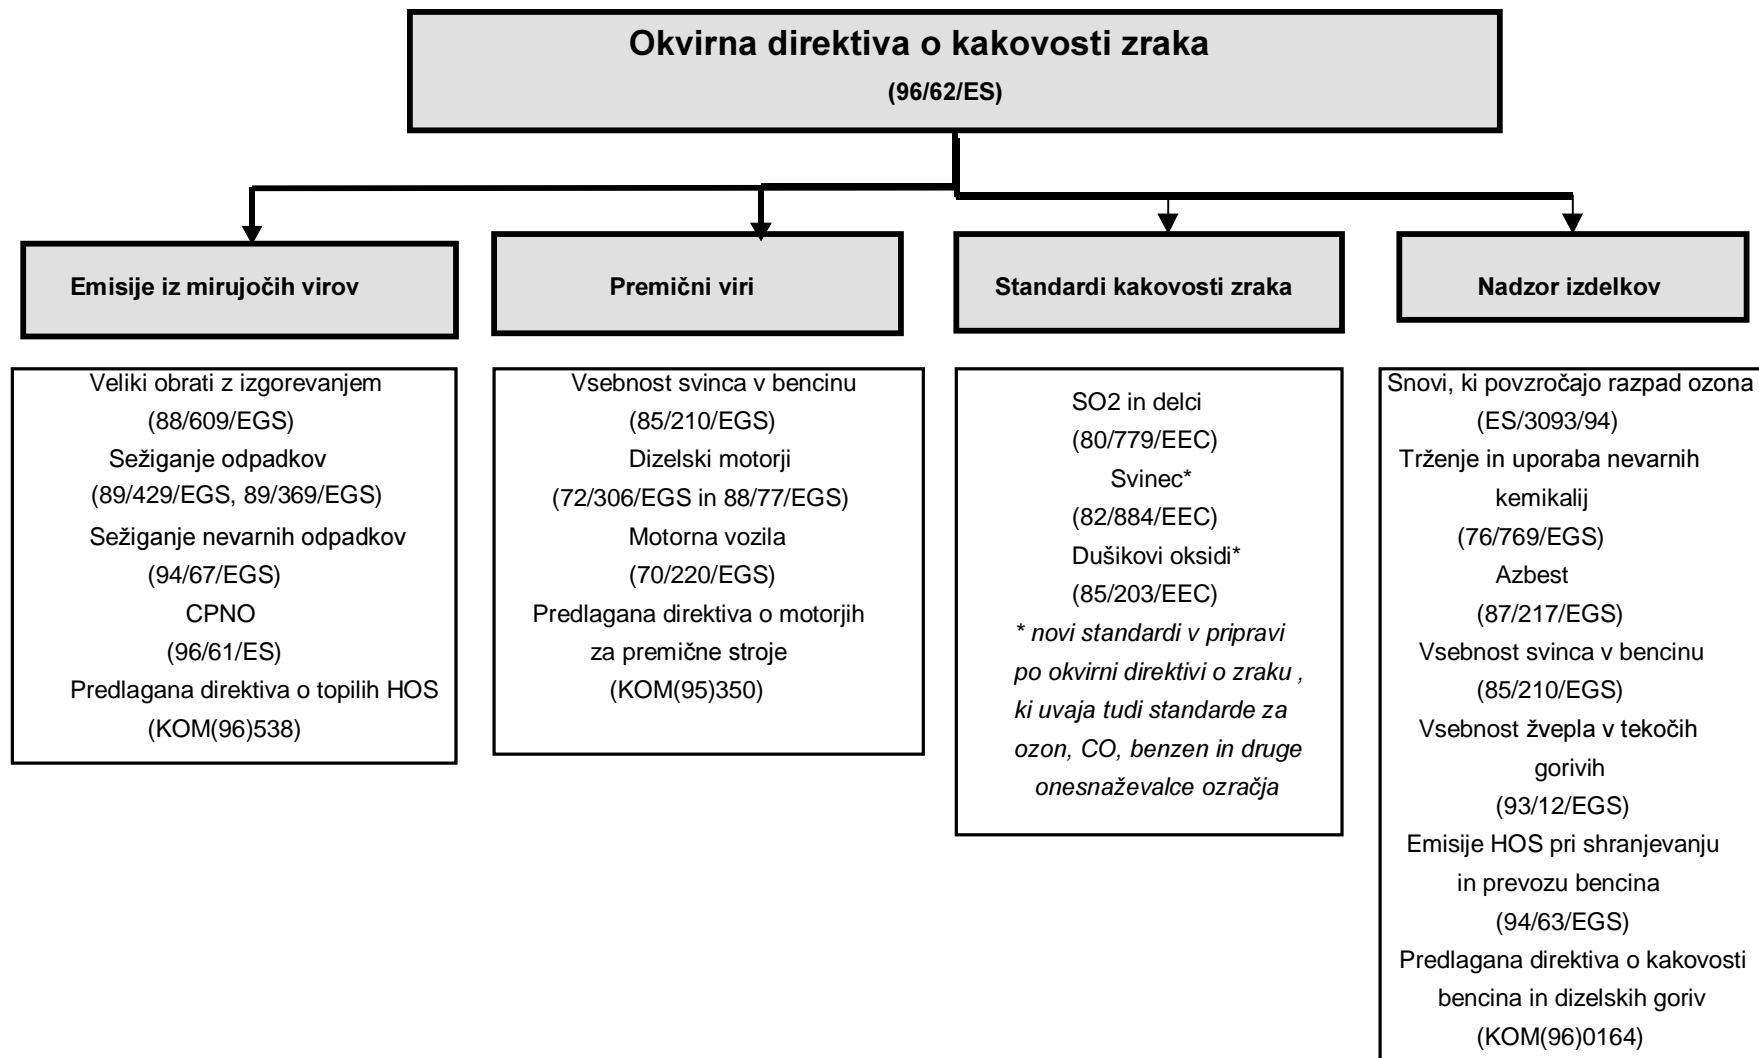 Okvirna direktiva o kakovosti zraka
(96/62/ES)
Emisije iz mirujočih virov
Premični viri
Standardi kakovosti zraka
Nadzor izdelkov
Veliki obrati z izgorevanjem
(88/609/EGS)
Sežiganje odpadkov
(89/429/EGS, 89/369/EGS)
Sežiganje nevarnih odpadkov
(94/67/EGS)
CPNO
(96/61/ES)
Predlagana direktiva o topilih HOS
(KOM(96)538)
Vsebnost svinca v bencinu
(85/210/EGS)
Dizelski motorji
(72/306/EGS in 88/77/EGS)
Motorna vozila
(70/220/EGS)
Predlagana direktiva o motorjih
za premične stroje
(KOM(95)350)
SO2 in delci
(80/779/EEC)
Svinec*
(82/884/EEC)
Dušikovi oksidi*
(85/203/EEC)
* novi standardi v pripravi
po okvirni direktivi o zraku ,
ki uvaja tudi standarde za
ozon, CO, benzen in druge
onesnaževalce ozračja
Snovi, ki povzročajo razpad ozona
(ES/3093/94)
Trženje in uporaba nevarnih
kemikalij
(76/769/EGS)
Azbest
(87/217/EGS)
Vsebnost svinca v bencinu
(85/210/EGS)
Vsebnost žvepla v tekočih
gorivih
(93/12/EGS)
Emisije HOS pri shranjevanju
in prevozu bencina
(94/63/EGS)
Predlagana direktiva o kakovosti
bencina in dizelskih goriv
(KOM(96)0164)